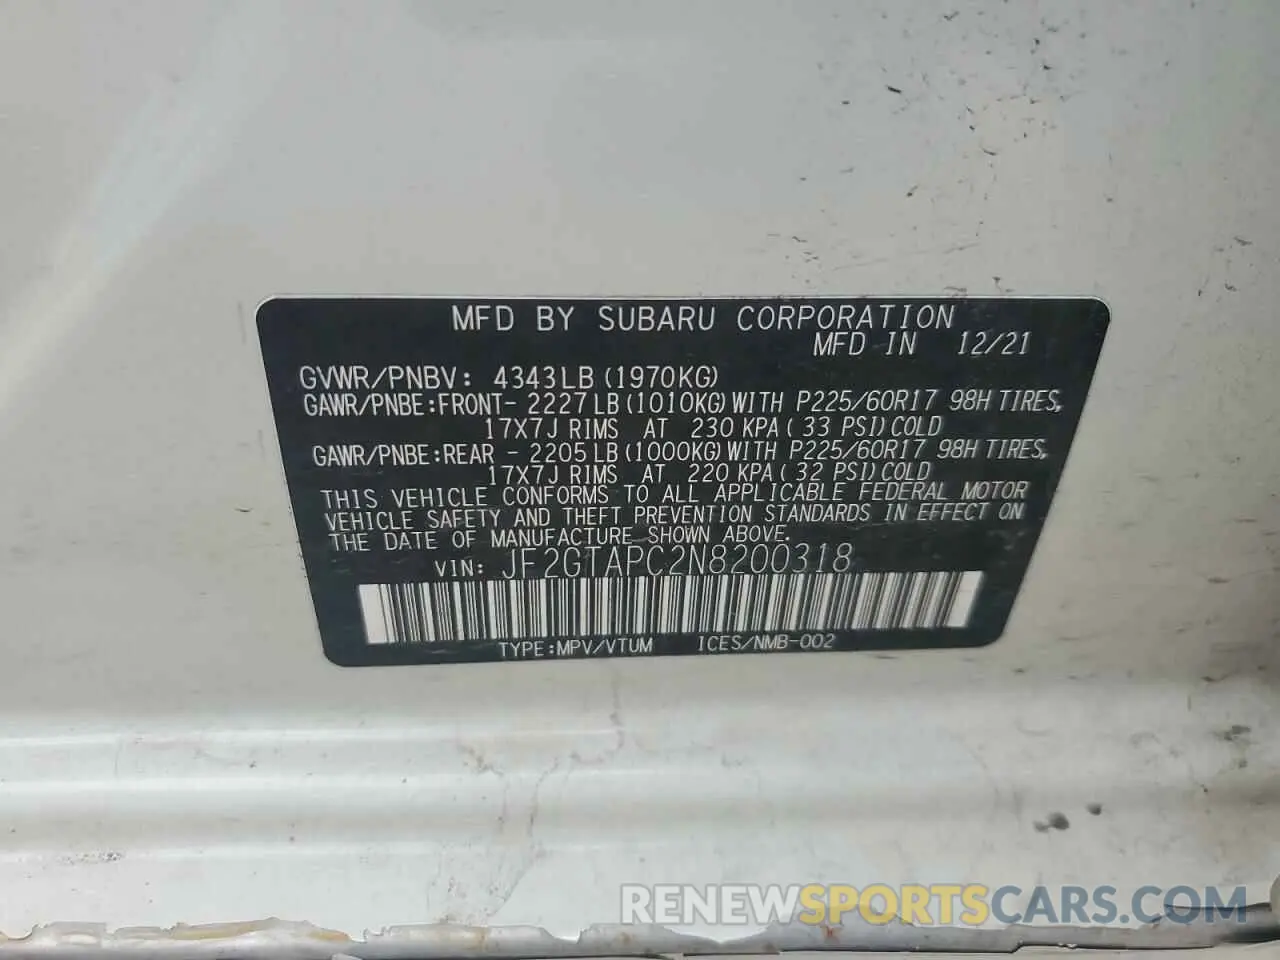 MFD BY SUBARU CORPORATION
MFD IN 12/21
GVWR/PNBV: 4343LB (1970KG)
GAWR/PNBE:FRONT- 2227LB (1010KG)WITH P225/60R17 98H TIRES,
17X7J RIMS AT 230 KPA( 33 PSI)COLD
GAWR/PNBE:REAR - 2205LB (1000KG)WITH P225/60R17 98H TIRES,
17X7J RIMS AT 220 KPA( 32 PSI)COLD
THIS VEHICLE CONFORMS TO ALL APPLICABLE FEDERAL MOTOR
VEHICLE SAFETY AND THEFT PREVENTION STANDARDS IN EFFECT ON
THE DATE OF MANUFACTURE SHOWN ABOVE.
VIN: JF2GTAPC2N8200318
TYPE:MPV/VTUM ICES/NMB-002
RENEWSPORTSCARS.COM